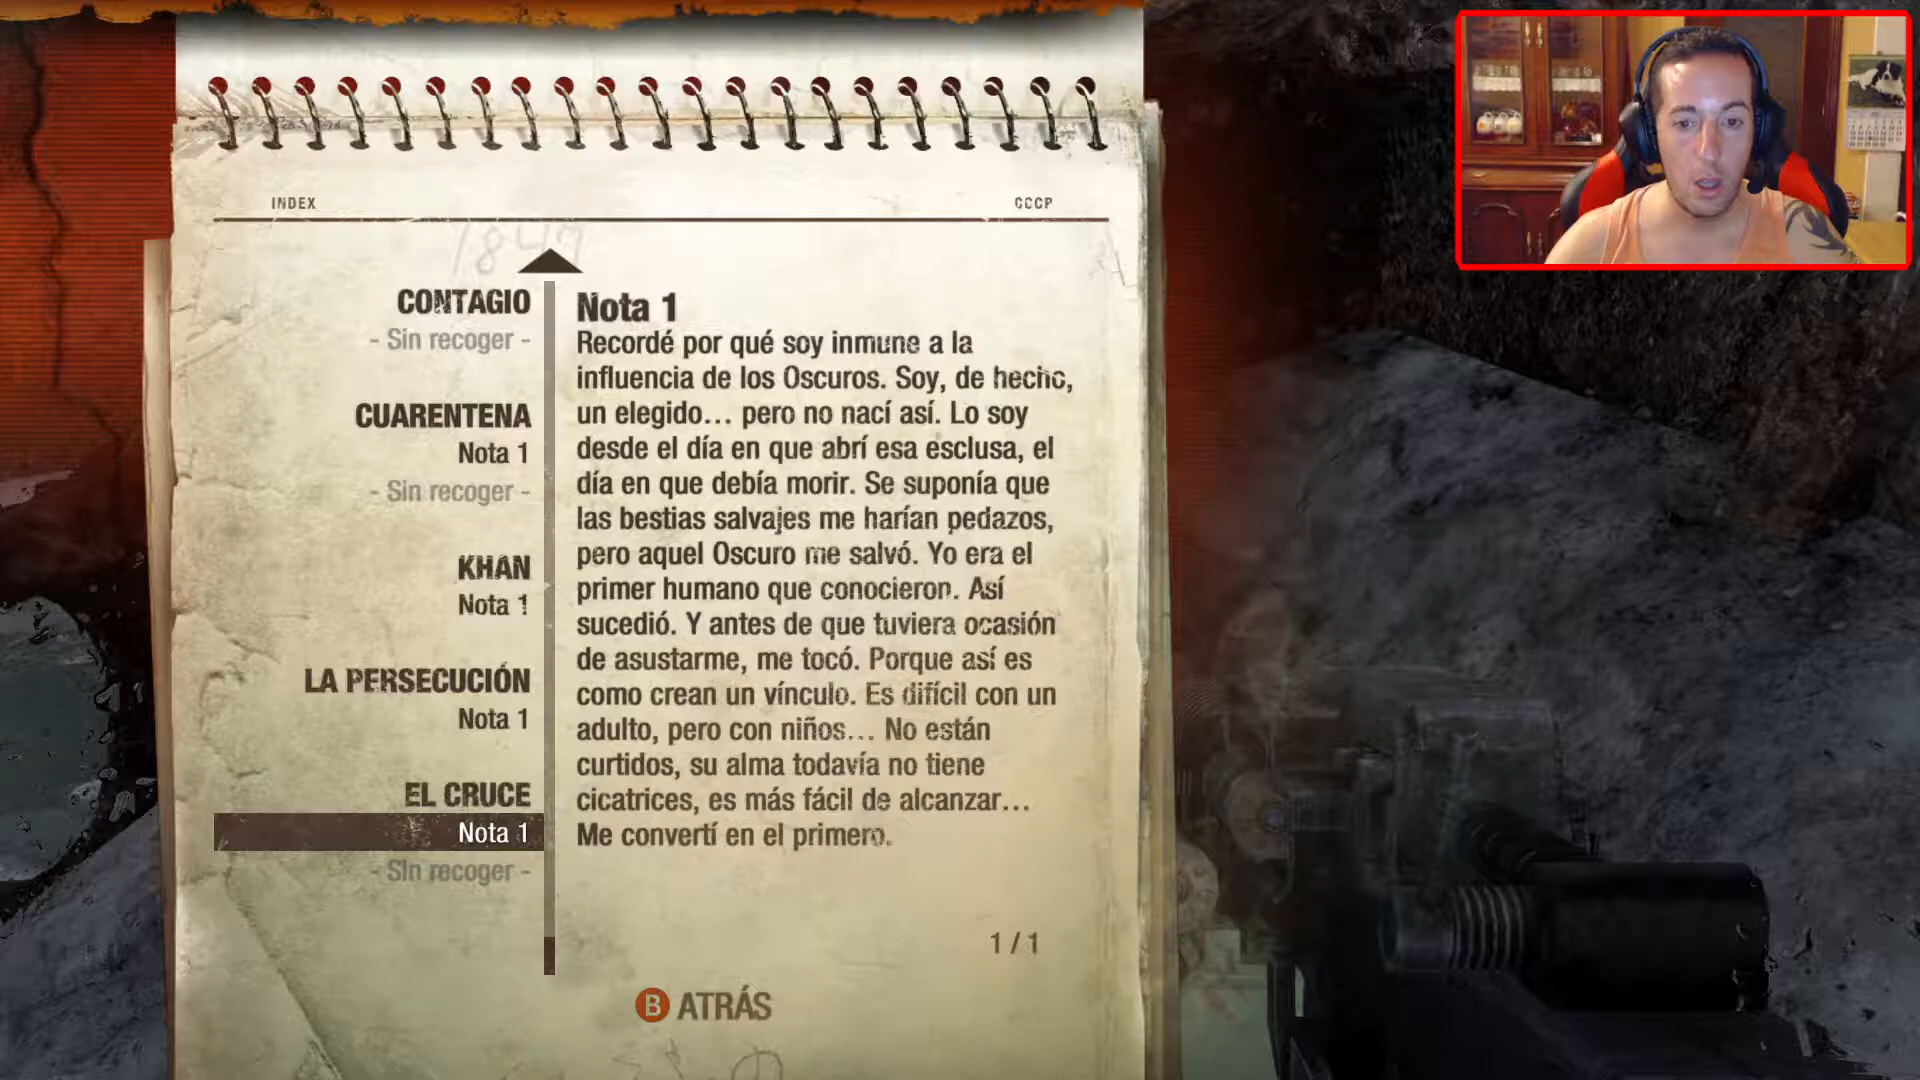 INDEX
CCCP
18417
CONTAGIO
- Sin recoger -
CUARENTENA
Nota 1
- Sin recoger -
KHAN
Nota 1
LA PERSECUCIÓN
Nota 1
EL CRUCE
Nota 1
- SIn recoger -
Nota 1
Recordé por qué soy inmune a la
influencia de los Oscuros. Soy, de hecho,
un elegido... pero no nací así. Lo soy
desde el día en que abrí esa esclusa, el
día en que debía morir. Se suponía que
las bestias salvajes me harían pedazos,
pero aquel Oscuro me salvó. Yo era el
primer humano que conocieron. Así
sucedió. Y antes de que tuviera ocasión
de asustarme, me tocó. Porque así es
como crean un vínculo. Es difícil con un
adulto, pero con niños... No están
curtidos, su alma todavía no tiene
cicatrices, es más fácil de alcanzar...
Me convertí en el primero.
1 / 1
B ATRÁS